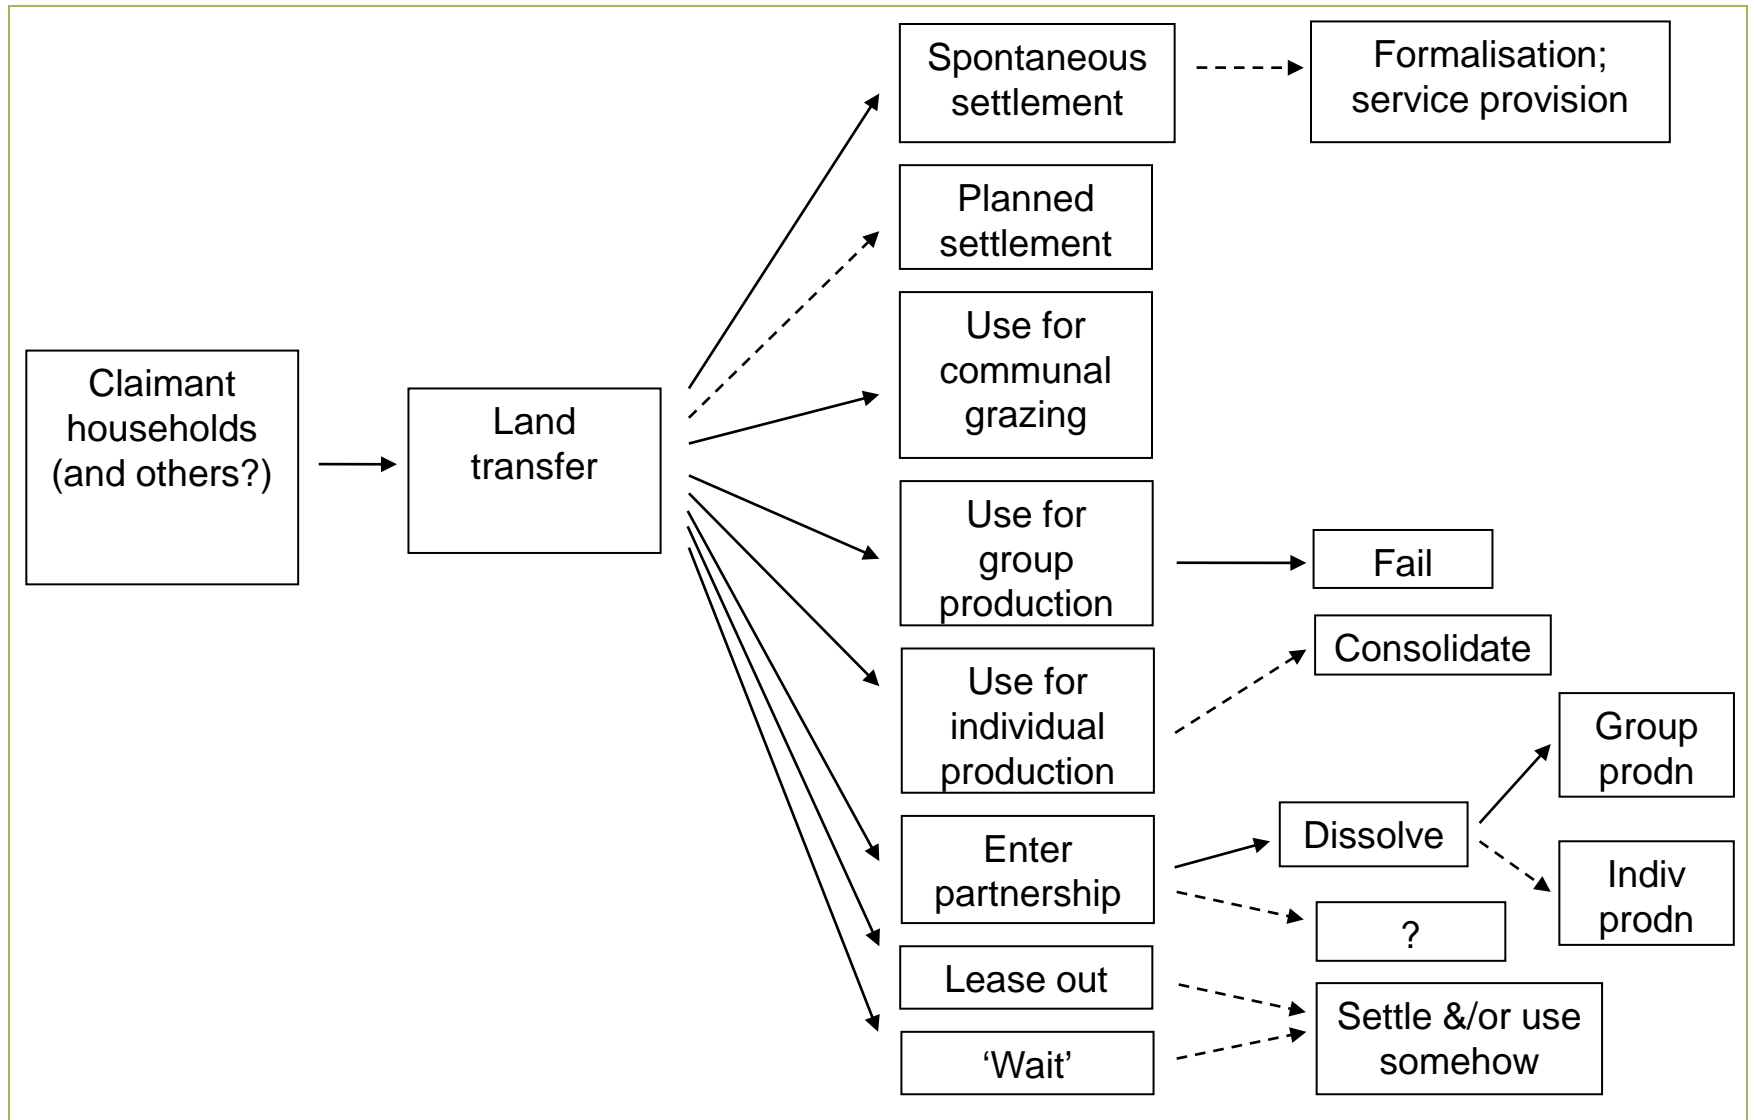 Claimant
households
(and others?)
Land
transfer
Spontaneous
settlement
Formalisation;
service provision
Planned
settlement
Use for
communal
grazing
Use for
group
production
Fail
Use for
individual
production
Consolidate
Enter
partnership
Dissolve
Group
prodn
Indiv
prodn
?
Lease out
‘Wait’
Settle &/or use
somehow